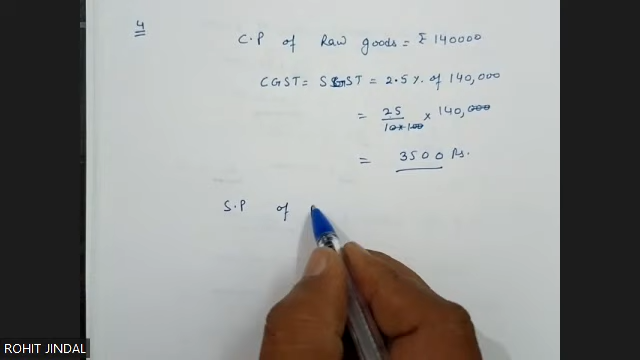 4
C.P of Raw goods = ₹ 140000
CGST = SGST = 2.5 % of 140,000
= 25 / 10×100 × 140,000
= 3500 Rs.
S.P of
ROHIT JINDAL